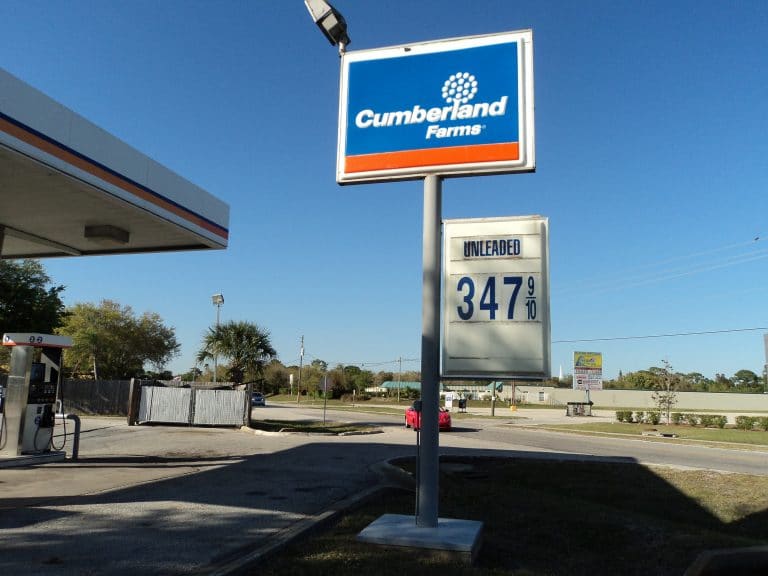 Cumberland
Farms
UNLEADED
347 9/10